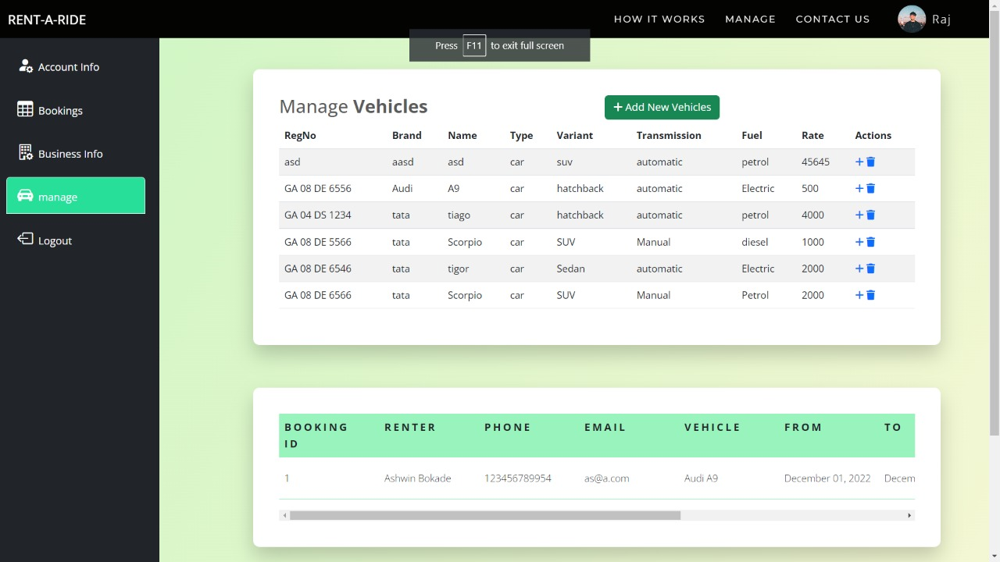 RENT-A-RIDE
HOW IT WORKS MANAGE CONTACT US Raj
Press F11 to exit full screen
Account Info
Bookings
Business Info
manage
Logout
Manage Vehicles
Add New Vehicles
RegNo Brand Name Type Variant Transmission Fuel Rate Actions
asd aasd asd car suv automatic petrol 45645
GA 08 DE 6556 Audi A9 car hatchback automatic Electric 500
GA 04 DS 1234 tata tiago car hatchback automatic petrol 4000
GA 08 DE 5566 tata Scorpio car SUV Manual diesel 1000
GA 08 DE 6546 tata tigor car Sedan automatic Electric 2000
GA 08 DE 6566 tata Scorpio car SUV Manual Petrol 2000
BOOKING ID RENTER PHONE EMAIL VEHICLE FROM TO
1 Ashwin Bokade 123456789954 as@a.com Audi A9 December 01, 2022 Decem